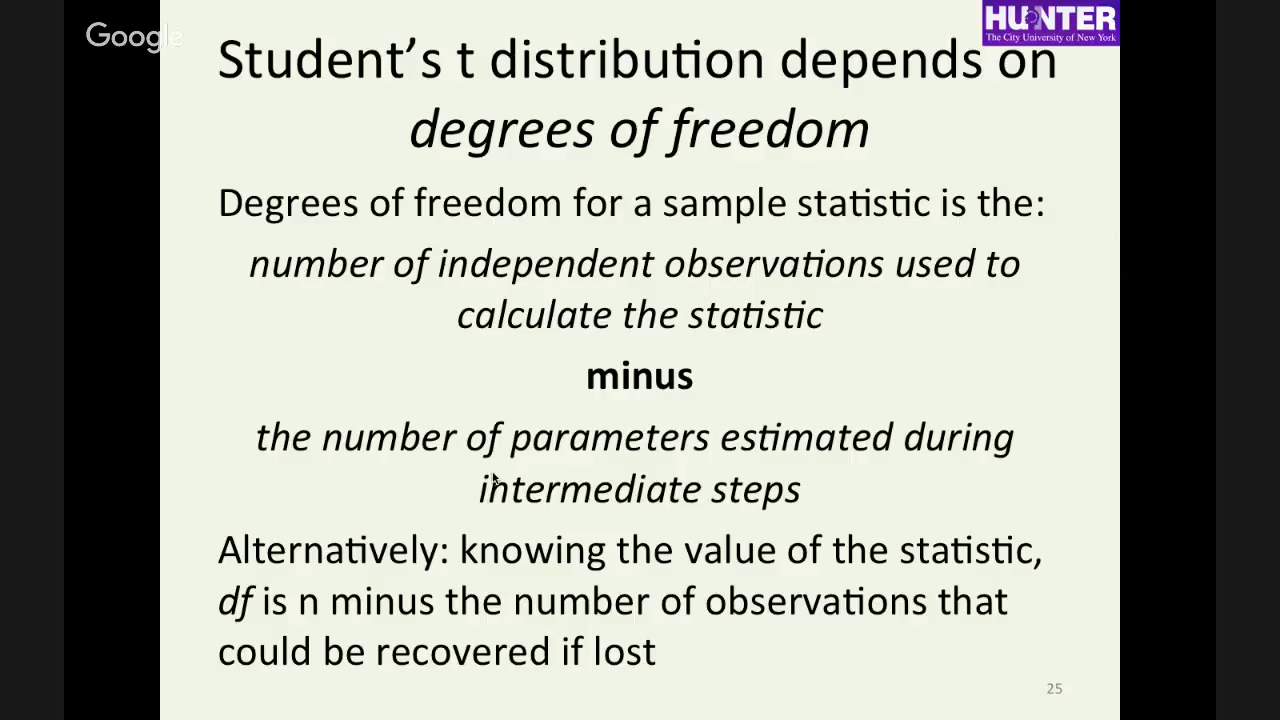 Google
HUNTER
The City University of New York
Student's t distribution depends on
degrees of freedom
Degrees of freedom for a sample statistic is the:
number of independent observations used to
calculate the statistic
minus
the number of parameters estimated during
intermediate steps
Alternatively: knowing the value of the statistic,
df is n minus the number of observations that
could be recovered if lost
25